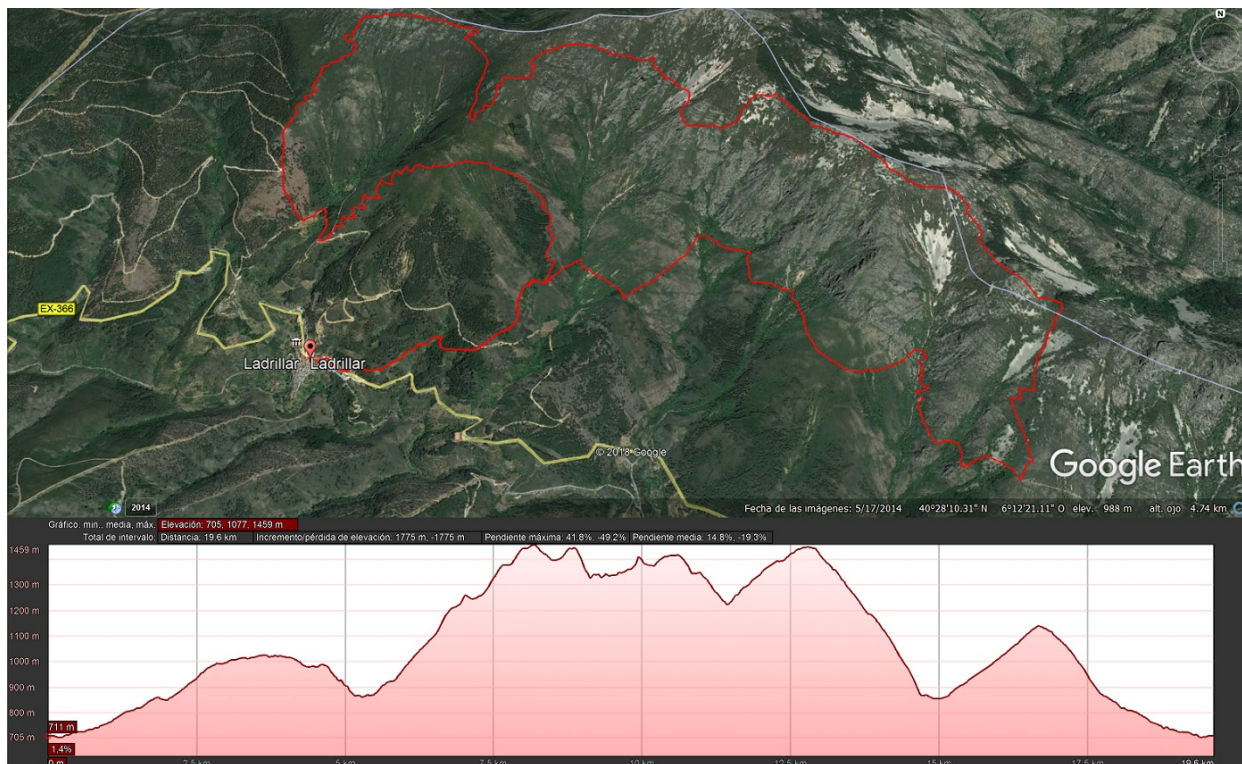 N
EX-366
Ladrillar Ladrillar
© 2018 Google
Google Earth
2014
Fecha de las imágenes: 5/17/2014 40°28'10.31" N 6°12'21.11" O elev. 988 m alt. ojo 4.74 km
Gráfico: mín., media, máx. Elevación: 705, 1077, 1459 m
Total de intervalo: Distancia: 19.6 km Incremento/pérdida de elevación: 1775 m, -1775 m Pendiente máxima: 41.8%, -49.2% Pendiente media: 14.8%, -19.3%
1459 m
1300 m
1200 m
1100 m
1000 m
900 m
800 m
711 m
705 m
1,4%
0 m 2.5 km 5 km 7.5 km 10 km 12.5 km 15 km 17.5 km 19.6 km